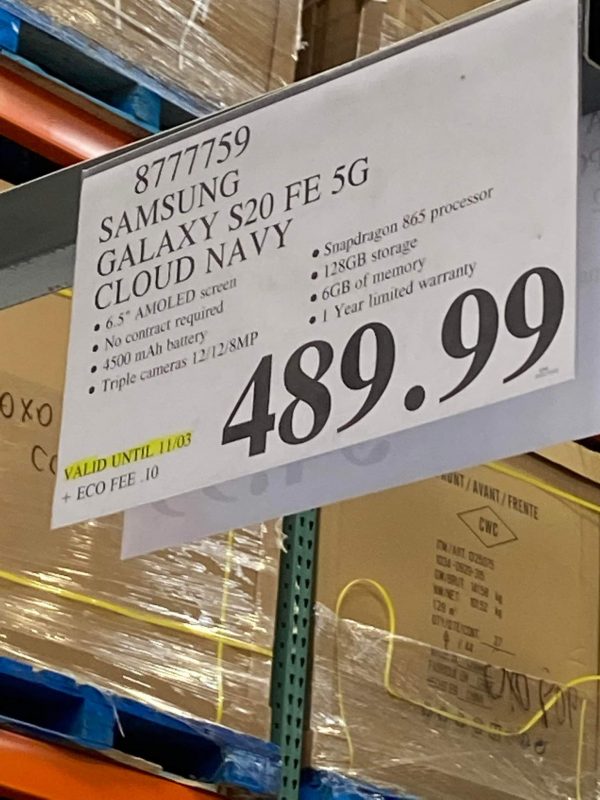 8777759
SAMSUNG
GALAXY S20 FE 5G
CLOUD NAVY
• 6.5" AMOLED screen
• No contract required
• 4500 mAh battery
• Triple cameras 12/12/8MP
• Snapdragon 865 processor
• 128GB storage
• 6GB of memory
• 1 Year limited warranty
489.99
VALID UNTIL 11/03
+ ECO FEE .10
OXO
CO
/ AVANT / FRENTE
CWC